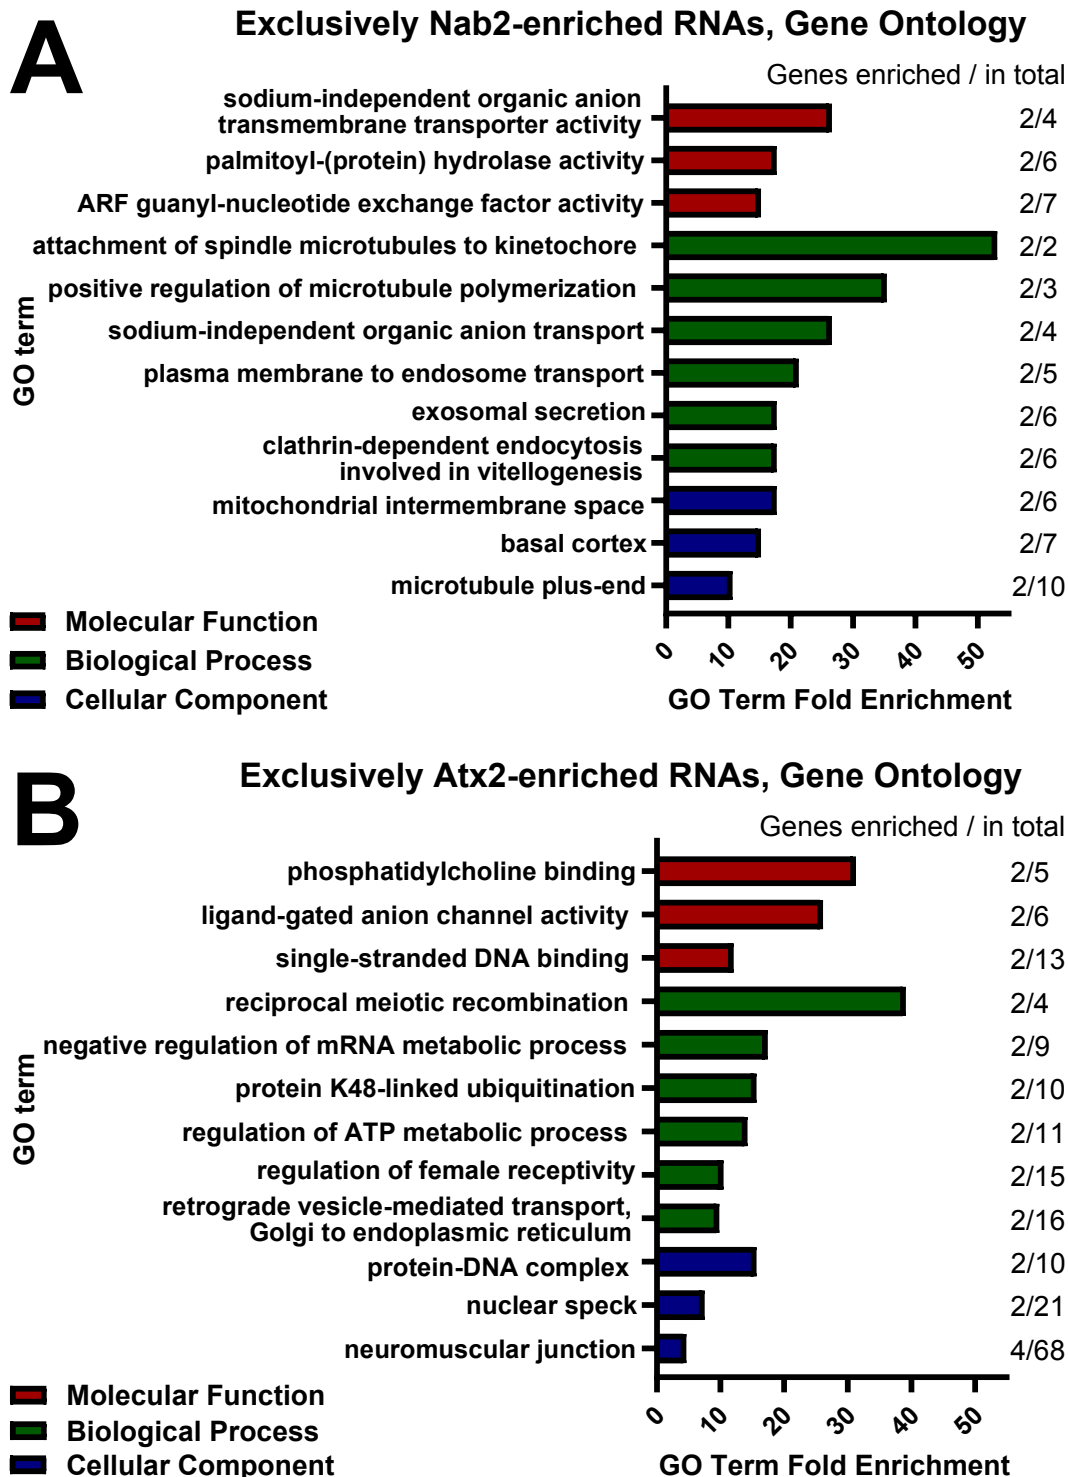 A
Exclusively Nab2-enriched RNAs, Gene Ontology
Genes enriched / in total
sodium-independent organic anion
transmembrane transporter activity
2/4
palmitoyl-(protein) hydrolase activity
2/6
ARF guanyl-nucleotide exchange factor activity
2/7
attachment of spindle microtubules to kinetochore
2/2
positive regulation of microtubule polymerization
2/3
sodium-independent organic anion transport
2/4
plasma membrane to endosome transport
2/5
exosomal secretion
2/6
clathrin-dependent endocytosis
involved in vitellogenesis
2/6
mitochondrial intermembrane space
2/6
basal cortex
2/7
microtubule plus-end
2/10
GO term
Molecular Function
Biological Process
Cellular Component
0 10 20 30 40 50
GO Term Fold Enrichment
B
Exclusively Atx2-enriched RNAs, Gene Ontology
Genes enriched / in total
phosphatidylcholine binding
2/5
ligand-gated anion channel activity
2/6
single-stranded DNA binding
2/13
reciprocal meiotic recombination
2/4
negative regulation of mRNA metabolic process
2/9
protein K48-linked ubiquitination
2/10
regulation of ATP metabolic process
2/11
regulation of female receptivity
2/15
retrograde vesicle-mediated transport,
Golgi to endoplasmic reticulum
2/16
protein-DNA complex
2/10
nuclear speck
2/21
neuromuscular junction
4/68
GO term
Molecular Function
Biological Process
Cellular Component
0 10 20 30 40 50
GO Term Fold Enrichment